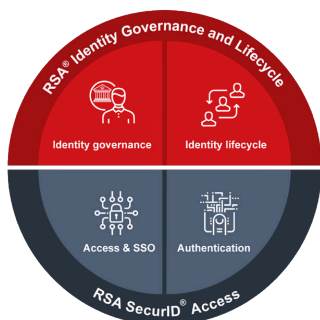 RSA® Identity Governance and Lifecycle
Identity governance
Identity lifecycle
Access & SSO
Authentication
RSA SecurID® Access